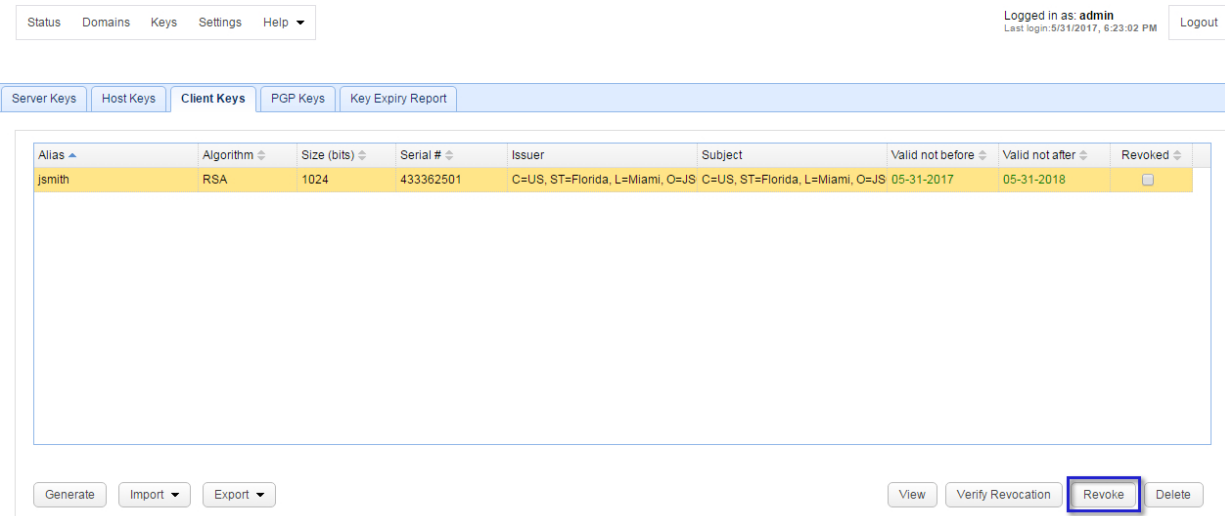 Status Domains Keys Settings Help
Logged in as: admin
Last login:5/31/2017, 6:23:02 PM
Logout
Server Keys Host Keys Client Keys PGP Keys Key Expiry Report
Alias Algorithm Size (bits) Serial # Issuer Subject Valid not before Valid not after Revoked
jsmith RSA 1024 433362501 C=US, ST=Florida, L=Miami, O=JS C=US, ST=Florida, L=Miami, O=JS 05-31-2017 05-31-2018
Generate Import Export View Verify Revocation Revoke Delete